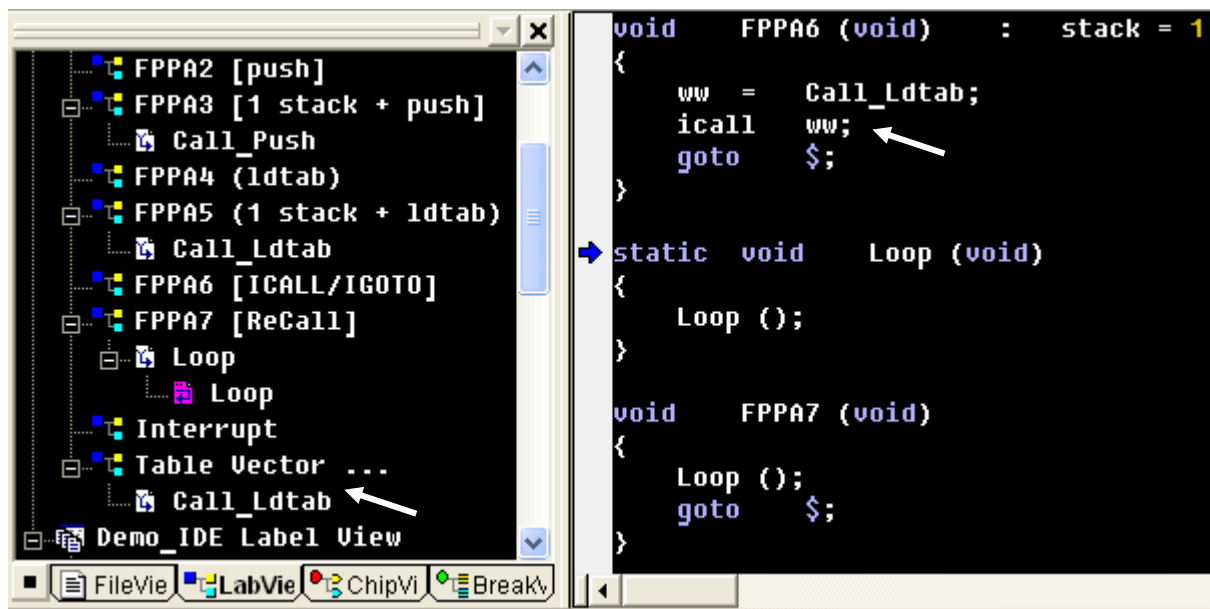 FPPA2 [push]
FPPA3 [1 stack + push]
Call_Push
FPPA4 (ldtab)
FPPA5 (1 stack + ldtab)
Call_Ldtab
FPPA6 [ICALL/IGOTO]
FPPA7 [ReCall]
Loop
Loop
Interrupt
Table Vector ...
Call_Ldtab
Demo_IDE Label View
FileVie LabVie ChipVi BreakV
void FPPA6 (void) : stack = 1
{
ww = Call_Ldtab;
icall ww;
goto $;
}
static void Loop (void)
{
Loop ();
}
void FPPA7 (void)
{
Loop ();
goto $;
}